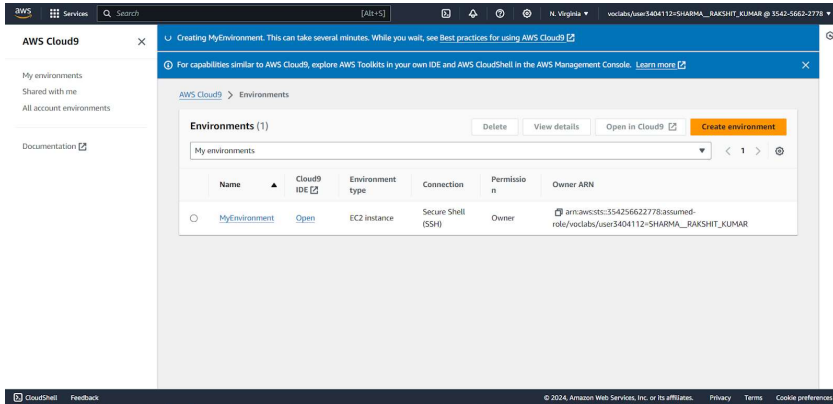 aws Services Search [Alt+S] N. Virginia voclabs/user3404112=SHARMA__RAKSHIT_KUMAR @ 3542-5662-2778
AWS Cloud9
My environments
Shared with me
All account environments
Documentation
Creating MyEnvironment. This can take several minutes. While you wait, see Best practices for using AWS Cloud9
For capabilities similar to AWS Cloud9, explore AWS Toolkits in your own IDE and AWS CloudShell in the AWS Management Console. Learn more
AWS Cloud9 > Environments
Environments (1) Delete View details Open in Cloud9 Create environment
My environments < 1 >
Name Cloud9 IDE Environment type Connection Permission Owner ARN
MyEnvironment Open EC2 instance Secure Shell (SSH) Owner arn:aws:sts::354256622778:assumed-
role/voclabs/user3404112=SHARMA__RAKSHIT_KUMAR
CloudShell Feedback © 2024, Amazon Web Services, Inc. or its affiliates. Privacy Terms Cookie preferences